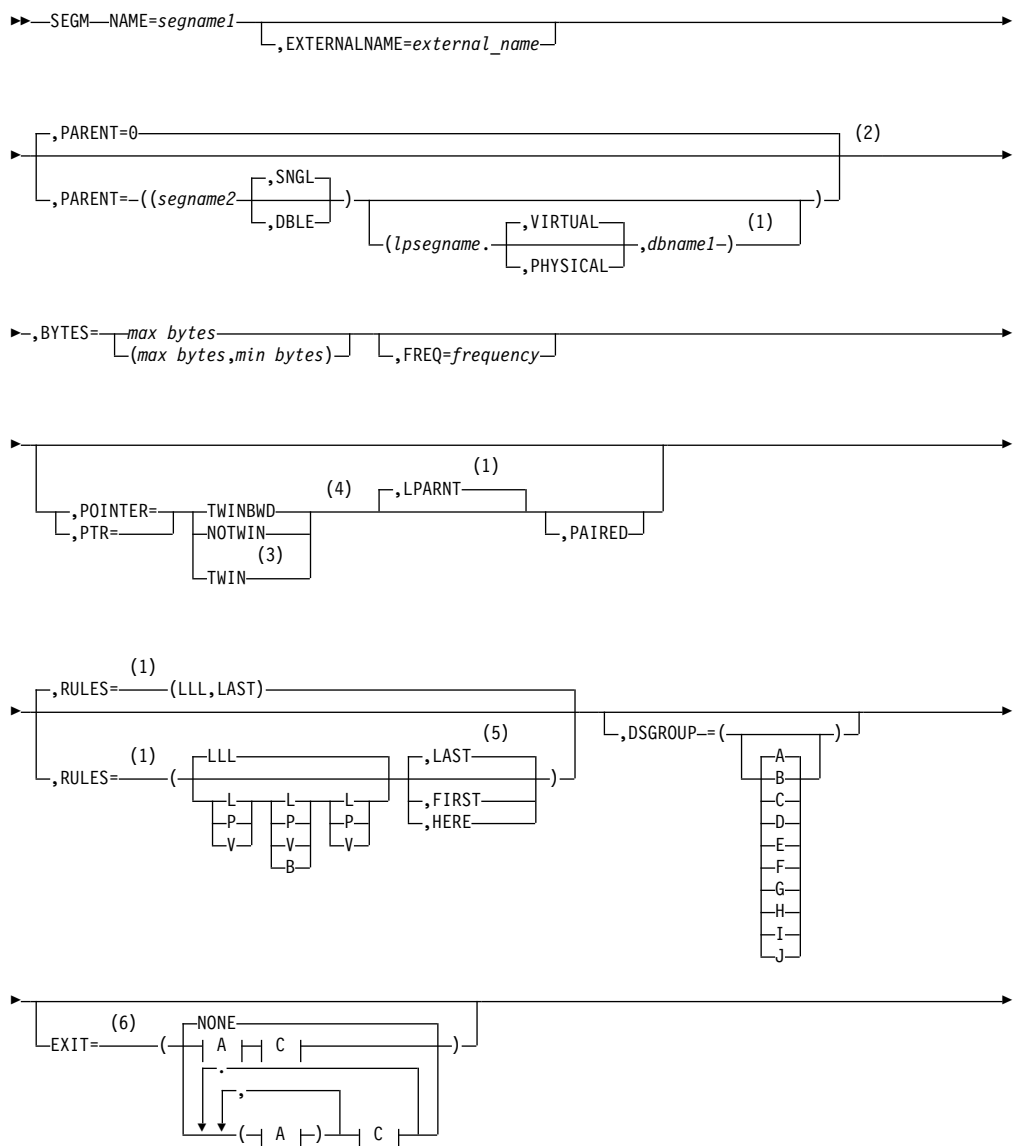 SEGM NAME=segname1
,EXTERNALNAME=external_name
,PARENT=0
(2)
,PARENT= ((segname2
,SNGL
,DBLE
)
(lpsegname.
,VIRTUAL
,PHYSICAL
,dbname1 )
(1)
)
,BYTES= max bytes
(max bytes,min bytes)
,FREQ=frequency
,POINTER=
,PTR=
TWINBWD
NOTWIN
(3)
TWIN
(4)
(1)
,LPARNT
,PAIRED
(1)
,RULES= (LLL,LAST)
(1)
,RULES= (
LLL
L L L
P P P
V V V
B
(5)
,LAST
,FIRST
,HERE
)
,DSGROUP =( )
A
B
C
D
E
F
G
H
I
J
(6)
EXIT= (
NONE
A C
)
.
,
( A ) C